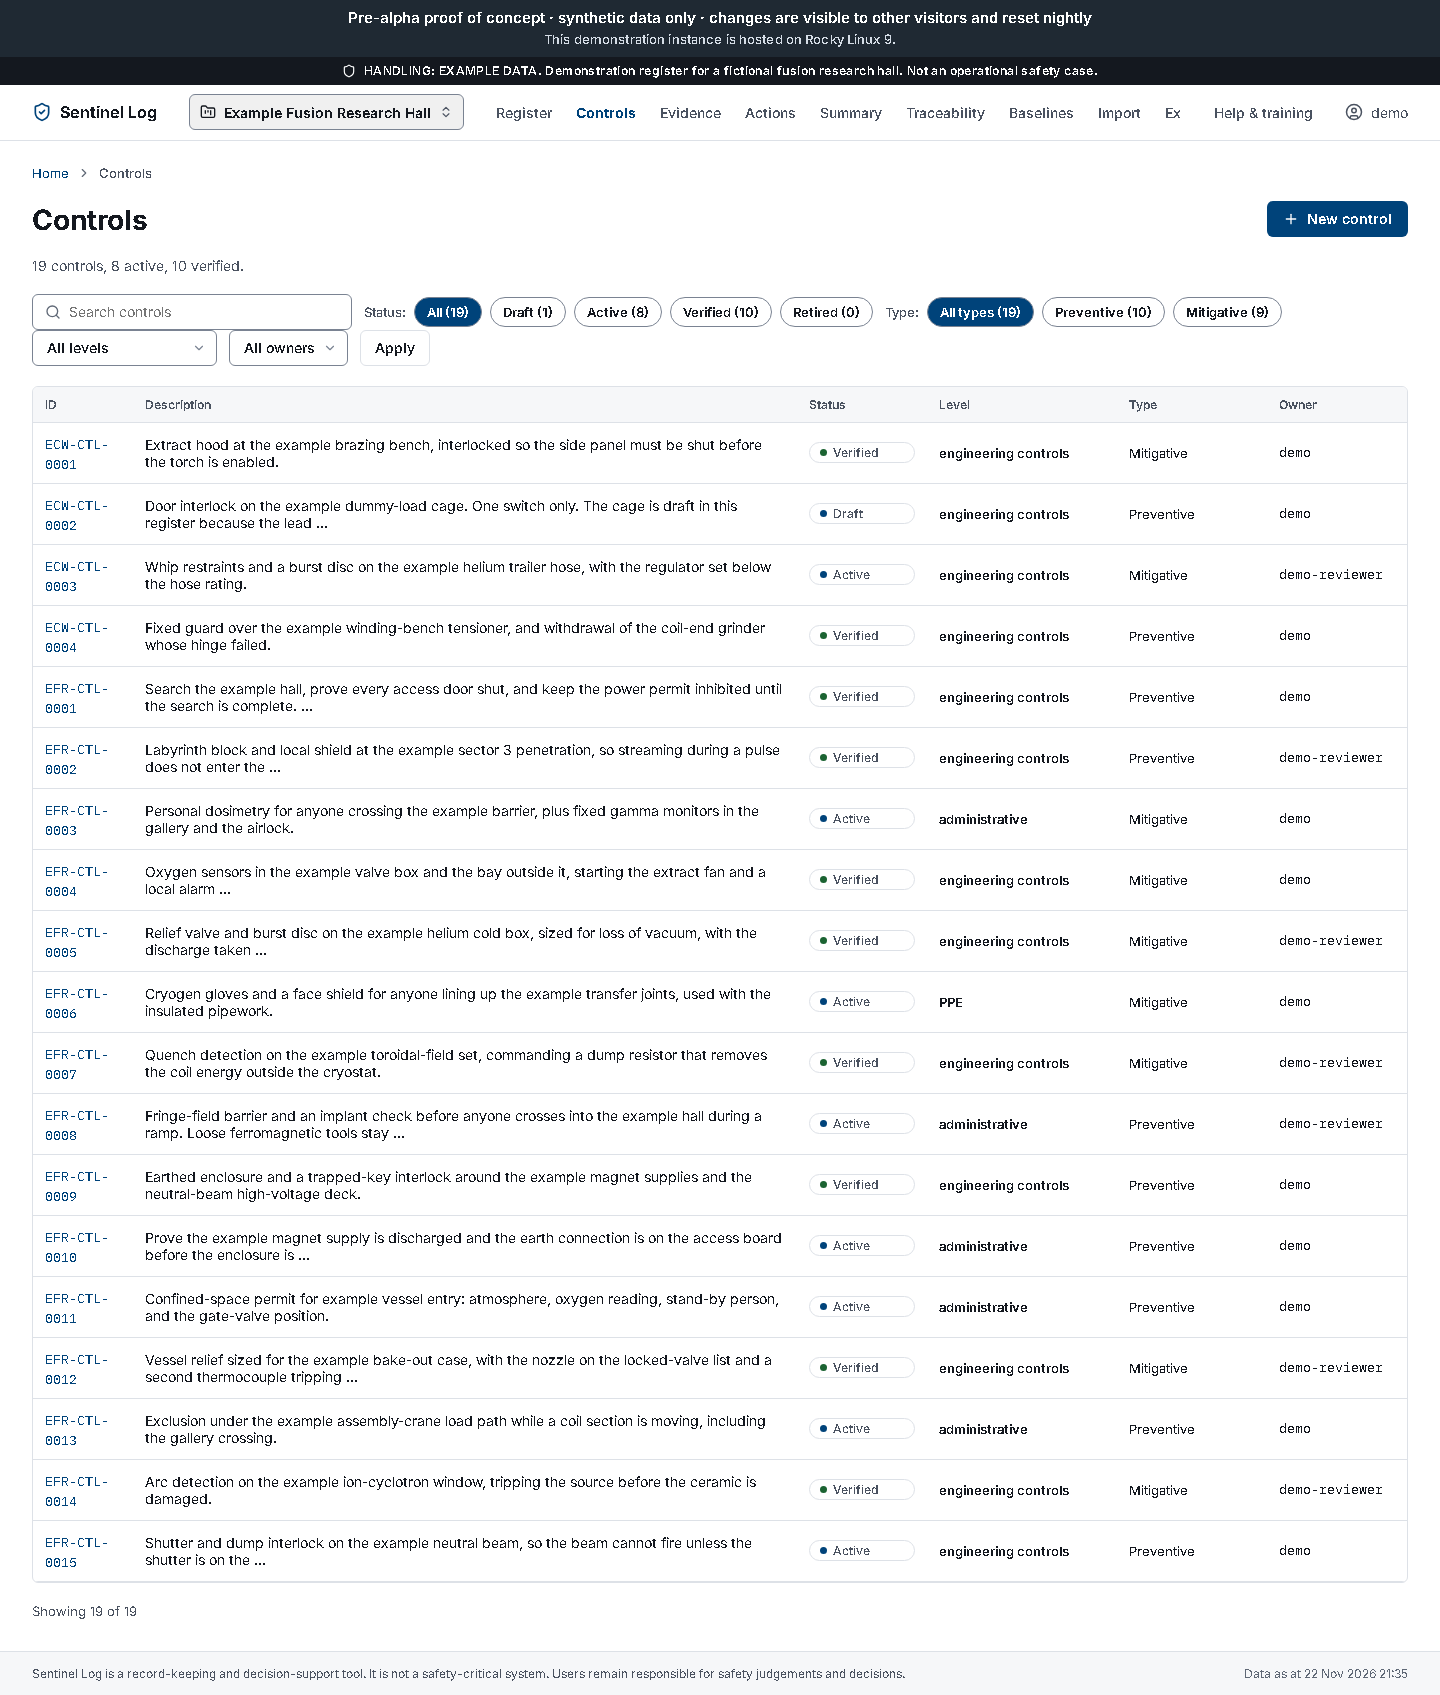 Pre-alpha proof of concept · synthetic data only · changes are visible to other visitors and reset nightly
This demonstration instance is hosted on Rocky Linux 9.
HANDLING: EXAMPLE DATA. Demonstration register for a fictional fusion research hall. Not an operational safety case.
Sentinel Log Example Fusion Research Hall Register Controls Evidence Actions Summary Traceability Baselines Import Ex Help & training demo
Home Controls
Controls
New control
19 controls, 8 active, 10 verified.
Search controls Status: All (19) Draft (1) Active (8) Verified (10) Retired (0) Type: All types (19) Preventive (10) Mitigative (9)
All levels All owners Apply
ID Description Status Level Type Owner
ECW-CTL-0001 Extract hood at the example brazing bench, interlocked so the side panel must be shut before
the torch is enabled. Verified engineering controls Mitigative demo
ECW-CTL-0002 Door interlock on the example dummy-load cage. One switch only. The cage is draft in this
register because the lead ... Draft engineering controls Preventive demo
ECW-CTL-0003 Whip restraints and a burst disc on the example helium trailer hose, with the regulator set below
the hose rating. Active engineering controls Mitigative demo-reviewer
ECW-CTL-0004 Fixed guard over the example winding-bench tensioner, and withdrawal of the coil-end grinder
whose hinge failed. Verified engineering controls Preventive demo
EFR-CTL-0001 Search the example hall, prove every access door shut, and keep the power permit inhibited until
the search is complete. ... Verified engineering controls Preventive demo
EFR-CTL-0002 Labyrinth block and local shield at the example sector 3 penetration, so streaming during a pulse
does not enter the ... Verified engineering controls Preventive demo-reviewer
EFR-CTL-0003 Personal dosimetry for anyone crossing the example barrier, plus fixed gamma monitors in the
gallery and the airlock. Active administrative Mitigative demo
EFR-CTL-0004 Oxygen sensors in the example valve box and the bay outside it, starting the extract fan and a
local alarm ... Verified engineering controls Mitigative demo
EFR-CTL-0005 Relief valve and burst disc on the example helium cold box, sized for loss of vacuum, with the
discharge taken ... Verified engineering controls Mitigative demo-reviewer
EFR-CTL-0006 Cryogen gloves and a face shield for anyone lining up the example transfer joints, used with the
insulated pipework. Active PPE Mitigative demo
EFR-CTL-0007 Quench detection on the example toroidal-field set, commanding a dump resistor that removes
the coil energy outside the cryostat. Verified engineering controls Mitigative demo-reviewer
EFR-CTL-0008 Fringe-field barrier and an implant check before anyone crosses into the example hall during a
ramp. Loose ferromagnetic tools stay ... Active administrative Preventive demo-reviewer
EFR-CTL-0009 Earthed enclosure and a trapped-key interlock around the example magnet supplies and the
neutral-beam high-voltage deck. Verified engineering controls Preventive demo
EFR-CTL-0010 Prove the example magnet supply is discharged and the earth connection is on the access board
before the enclosure is ... Active administrative Preventive demo
EFR-CTL-0011 Confined-space permit for example vessel entry: atmosphere, oxygen reading, stand-by person,
and the gate-valve position. Active administrative Preventive demo
EFR-CTL-0012 Vessel relief sized for the example bake-out case, with the nozzle on the locked-valve list and a
second thermocouple tripping ... Verified engineering controls Mitigative demo-reviewer
EFR-CTL-0013 Exclusion under the example assembly-crane load path while a coil section is moving, including
the gallery crossing. Active administrative Preventive demo
EFR-CTL-0014 Arc detection on the example ion-cyclotron window, tripping the source before the ceramic is
damaged. Verified engineering controls Mitigative demo-reviewer
EFR-CTL-0015 Shutter and dump interlock on the example neutral beam, so the beam cannot fire unless the
shutter is on the ... Active engineering controls Preventive demo
Showing 19 of 19
Sentinel Log is a record-keeping and decision-support tool. It is not a safety-critical system. Users remain responsible for safety judgements and decisions. Data as at 22 Nov 2026 21:35